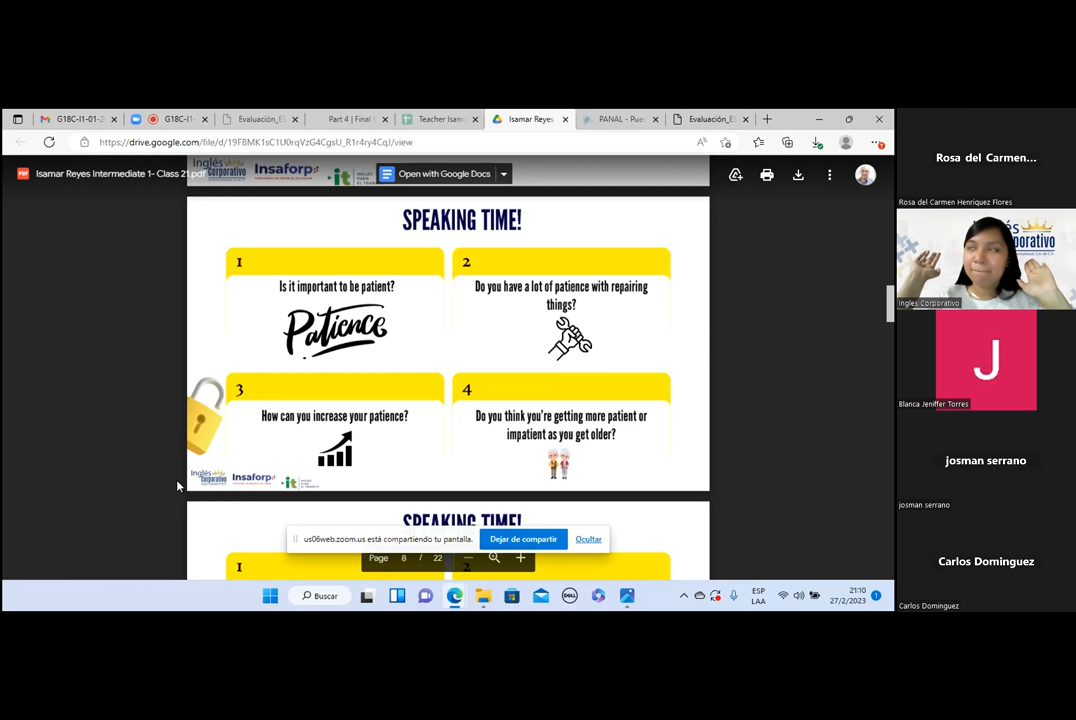 G18C-I1-01-2
G18C-I1-
Evaluación_ES
Part 4 | Final
Teacher Isam
Isamar Reyes
PANAL - Pue
Evaluación_ES
https://drive.google.com/file/d/19FBMK1sC1U0rqVzG4CgsU_R1r4ry4CqJ/view
Isamar Reyes Intermediate 1- Class 21.pdf
Open with Google Docs
Inglés
Corporativo
Insaforp
it
SPEAKING TIME!
1
Is it important to be patient?
Patience
2
Do you have a lot of patience with repairing
things?
3
How can you increase your patience?
4
Do you think you're getting more patient or
impatient as you get older?
Inglés
Corporativo
Insaforp
it
SPEAKING TIME!
1
2
us06web.zoom.us está compartiendo tu pantalla.
Dejar de compartir
Ocultar
Page 8 / 22
Buscar
DELL
ESP
LAA
21:10
27/2/2023
1
Rosa del Carmen...
Rosa del Carmen Henriquez Flores
Ingles Corporativo
J
Blanca Jeniffer Torres
josman serrano
josman serrano
Carlos Dominguez
Carlos Dominguez